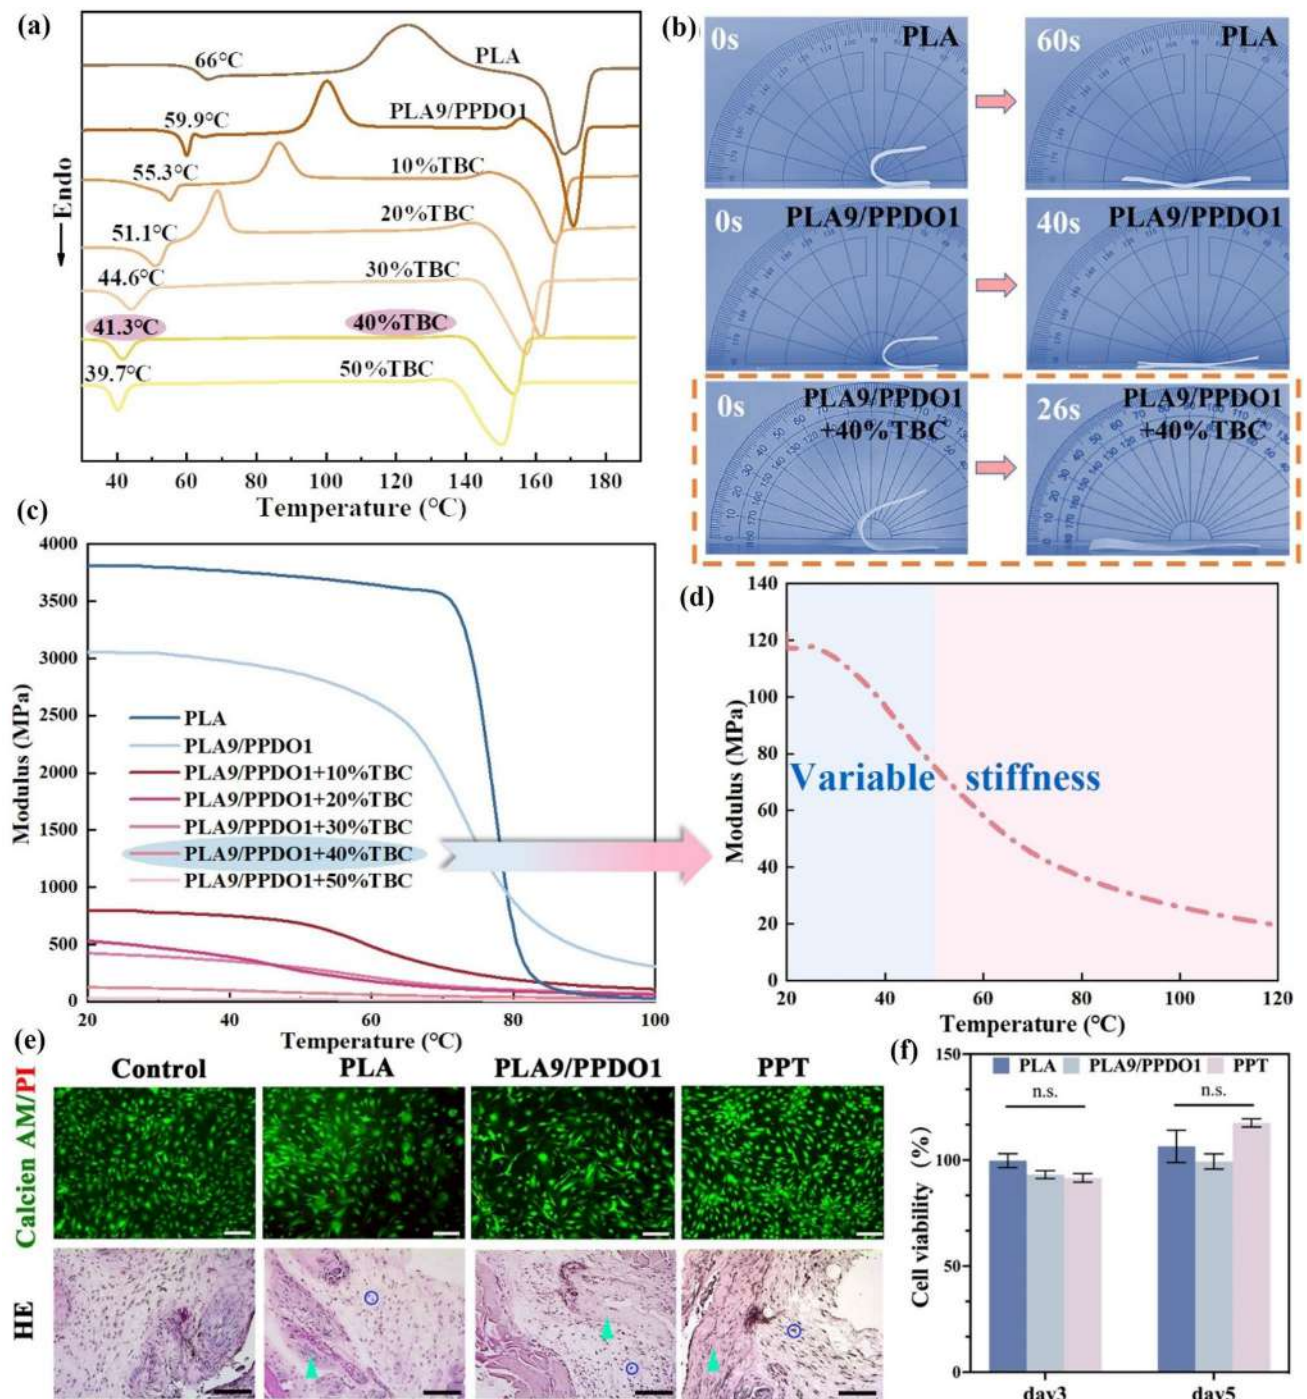 (a)
66°C
PLA
59.9°C
PLA9/PPDO1
55.3°C
10%TBC
20%TBC
51.1°C
30%TBC
44.6°C
41.3°C
40%TBC
39.7°C
50%TBC
Endo
40 60 80 100 120 140 160 180
Temperature (°C)
(b)
0s PLA
60s PLA
0s PLA9/PPDO1
40s PLA9/PPDO1
0s PLA9/PPDO1
+40%TBC
26s PLA9/PPDO1
+40%TBC
(c)
4000
3500
3000
2500
2000
1500
1000
500
0
Modulus (MPa)
PLA
PLA9/PPDO1
PLA9/PPDO1+10%TBC
PLA9/PPDO1+20%TBC
PLA9/PPDO1+30%TBC
PLA9/PPDO1+40%TBC
PLA9/PPDO1+50%TBC
20 40 60 80 100
Temperature (°C)
(d)
140
120
100
80
60
40
20
0
Modulus (MPa)
Variable stiffness
20 40 60 80 100 120
Temperature (°C)
(e)
Control PLA PLA9/PPDO1 PPT
Calcien AM/PI
HE
(f)
150
100
50
0
Cell viability (%)
PLA PLA9/PPDO1 PPT
n.s. n.s.
day3 day5